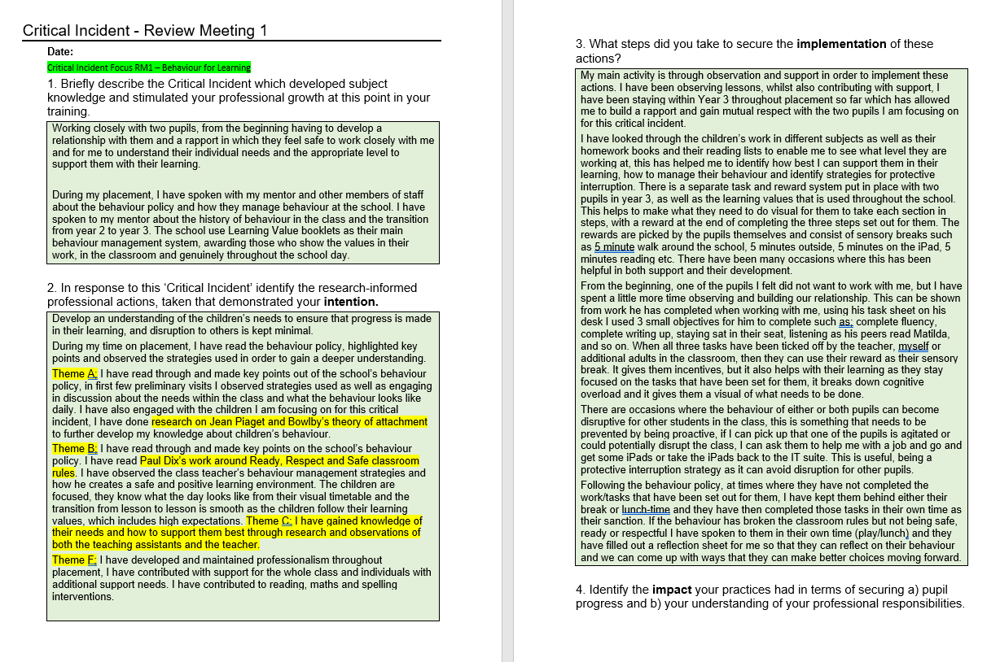 Critical Incident - Review Meeting 1
Date:
Critical Incident Focus RM1 – Behaviour for Learning
1. Briefly describe the Critical Incident which developed subject
knowledge and stimulated your professional growth at this point in your
training.
Working closely with two pupils, from the beginning having to develop a
relationship with them and a rapport in which they feel safe to work closely with me
and for me to understand their individual needs and the appropriate level to
support them with their learning.
During my placement, I have spoken with my mentor and other members of staff
about the behaviour policy and how they manage behaviour at the school. I have
spoken to my mentor about the history of behaviour in the class and the transition
from year 2 to year 3. The school use Learning Value booklets as their main
behaviour management system, awarding those who show the values in their
work, in the classroom and genuinely throughout the school day.
2. In response to this ‘Critical Incident’ identify the research-informed
professional actions, taken that demonstrated your intention.
Develop an understanding of the children’s needs to ensure that progress is made
in their learning, and disruption to others is kept minimal.
During my time on placement, I have read the behaviour policy, highlighted key
points and observed the strategies used in order to gain a deeper understanding.
Theme A; I have read through and made key points out of the school’s behaviour
policy, in first few preliminary visits I observed strategies used as well as engaging
in discussion about the needs within the class and what the behaviour looks like
daily. I have also engaged with the children I am focusing on for this critical
incident, I have done research on Jean Piaget and Bowlby’s theory of attachment
to further develop my knowledge about children’s behaviour.
Theme B; I have read through and made key points on the school’s behaviour
policy. I have read Paul Dix’s work around Ready, Respect and Safe classroom
rules. I have observed the class teacher’s behaviour management strategies and
how he creates a safe and positive learning environment. The children are
focused, they know what the day looks like from their visual timetable and the
transition from lesson to lesson is smooth as the children follow their learning
values, which includes high expectations. Theme C; I have gained knowledge of
their needs and how to support them best through research and observations of
both the teaching assistants and the teacher.
Theme F; I have developed and maintained professionalism throughout
placement, I have contributed with support for the whole class and individuals with
additional support needs. I have contributed to reading, maths and spelling
interventions.
3. What steps did you take to secure the implementation of these
actions?
My main activity is through observation and support in order to implement these
actions. I have been observing lessons, whilst also contributing with support, I
have been staying within Year 3 throughout placement so far which has allowed
me to build a rapport and gain mutual respect with the two pupils I am focusing on
for this critical incident.
I have looked through the children’s work in different subjects as well as their
homework books and their reading lists to enable me to see what level they are
working at, this has helped me to identify how best I can support them in their
learning, how to manage their behaviour and identify strategies for protective
interruption. There is a separate task and reward system put in place with two
pupils in year 3, as well as the learning values that is used throughout the school.
This helps to make what they need to do visual for them to take each section in
steps, with a reward at the end of completing the three steps set out for them. The
rewards are picked by the pupils themselves and consist of sensory breaks such
as 5 minute walk around the school, 5 minutes outside, 5 minutes on the iPad, 5
minutes reading etc. There have been many occasions where this has been
helpful in both support and their development.
From the beginning, one of the pupils I felt did not want to work with me, but I have
spent a little more time observing and building our relationship. This can be shown
from work he has completed when working with me, using his task sheet on his
desk I used 3 small objectives for him to complete such as; complete fluency,
complete writing up, staying sat in their seat, listening as his peers read Matilda,
and so on. When all three tasks have been ticked off by the teacher, myself or
additional adults in the classroom, then they can use their reward as their sensory
break. It gives them incentives, but it also helps with their learning as they stay
focused on the tasks that have been set for them, it breaks down cognitive
overload and it gives them a visual of what needs to be done.
There are occasions where the behaviour of either or both pupils can become
disruptive for other students in the class, this is something that needs to be
prevented by being proactive, if I can pick up that one of the pupils is agitated or
could potentially disrupt the class, I can ask them to help me with a job and go and
get some iPads or take the iPads back to the IT suite. This is useful, being a
protective interruption strategy as it can avoid disruption for other pupils.
Following the behaviour policy, at times where they have not completed the
work/tasks that have been set out for them, I have kept them behind either their
break or lunch-time and they have then completed those tasks in their own time as
their sanction. If the behaviour has broken the classroom rules but not being safe,
ready or respectful I have spoken to them in their own time (play/lunch) and they
have filled out a reflection sheet for me so that they can reflect on their behaviour
and we can come up with ways that they can make better choices moving forward.
4. Identify the impact your practices had in terms of securing a) pupil
progress and b) your understanding of your professional responsibilities.